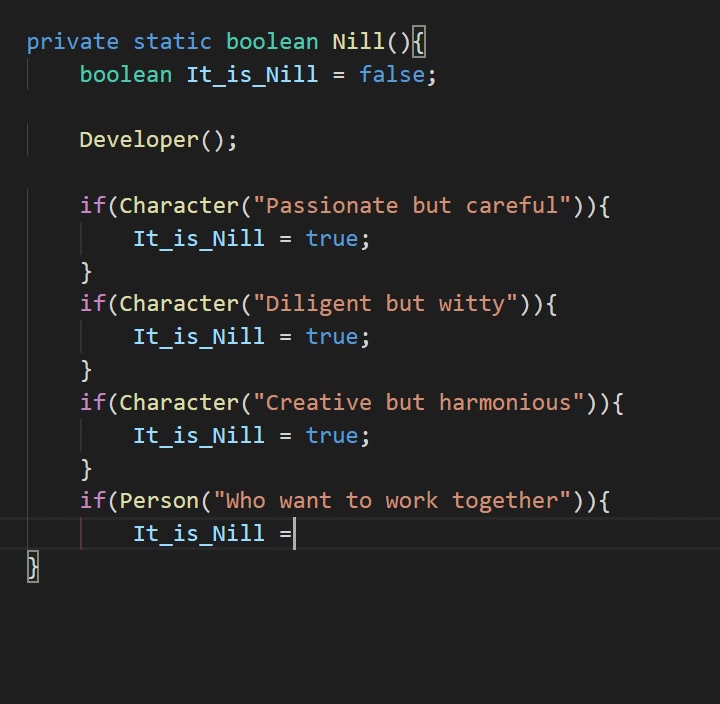 private static boolean Nill(){
    boolean It_is_Nill = false;

    Developer();

    if(Character("Passionate but careful")){
        It_is_Nill = true;
    }
    if(Character("Diligent but witty")){
        It_is_Nill = true;
    }
    if(Character("Creative but harmonious")){
        It_is_Nill = true;
    }
    if(Person("Who want to work together")){
        It_is_Nill =
}